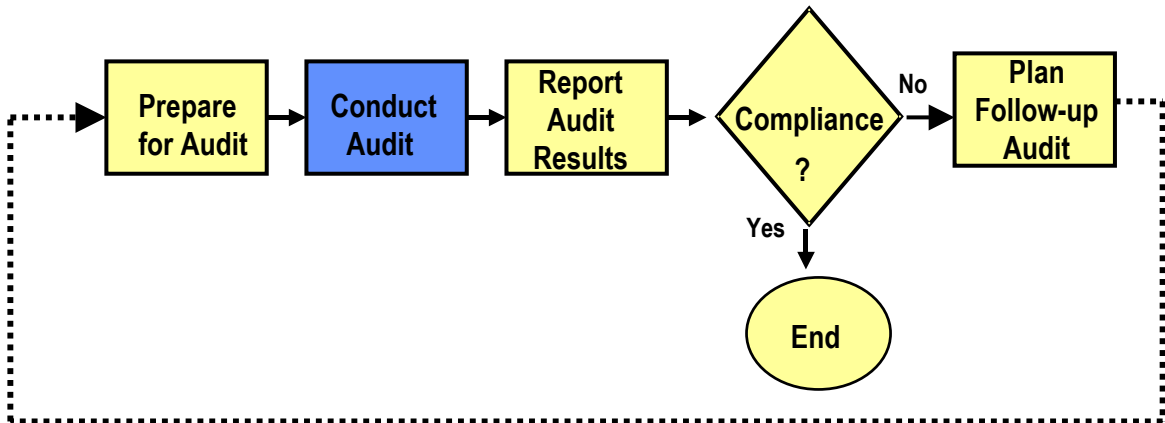 Prepare
for Audit
Conduct
Audit
Report
Audit
Results
Compliance
?
No
Plan
Follow-up
Audit
Yes
End